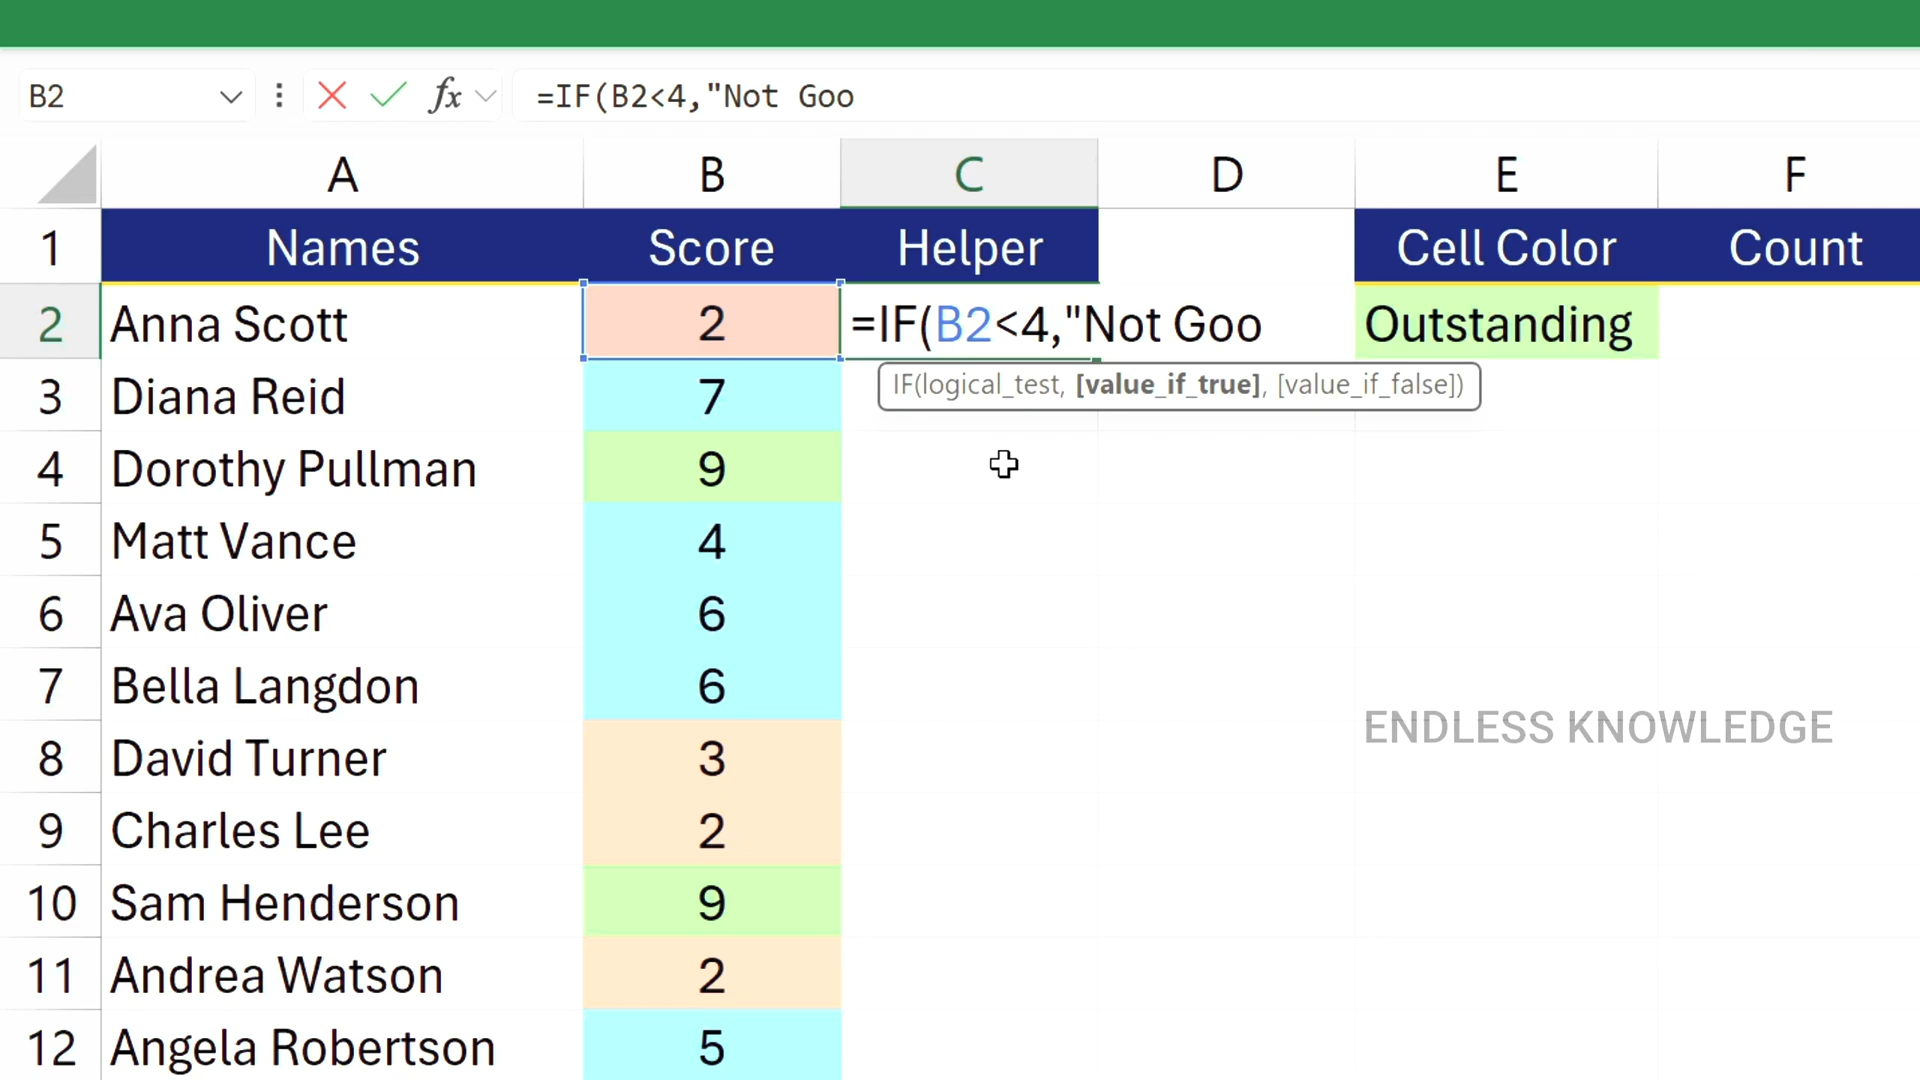 B2 fx =IF(B2<4,"Not Goo
A B C D E F
1 Names Score Helper Cell Color Count
2 Anna Scott 2 =IF(B2<4,"Not Goo Outstanding
IF(logical_test, [value_if_true], [value_if_false])
3 Diana Reid 7
4 Dorothy Pullman 9
5 Matt Vance 4
6 Ava Oliver 6
7 Bella Langdon 6
ENDLESS KNOWLEDGE
8 David Turner 3
9 Charles Lee 2
10 Sam Henderson 9
11 Andrea Watson 2
12 Angela Robertson 5